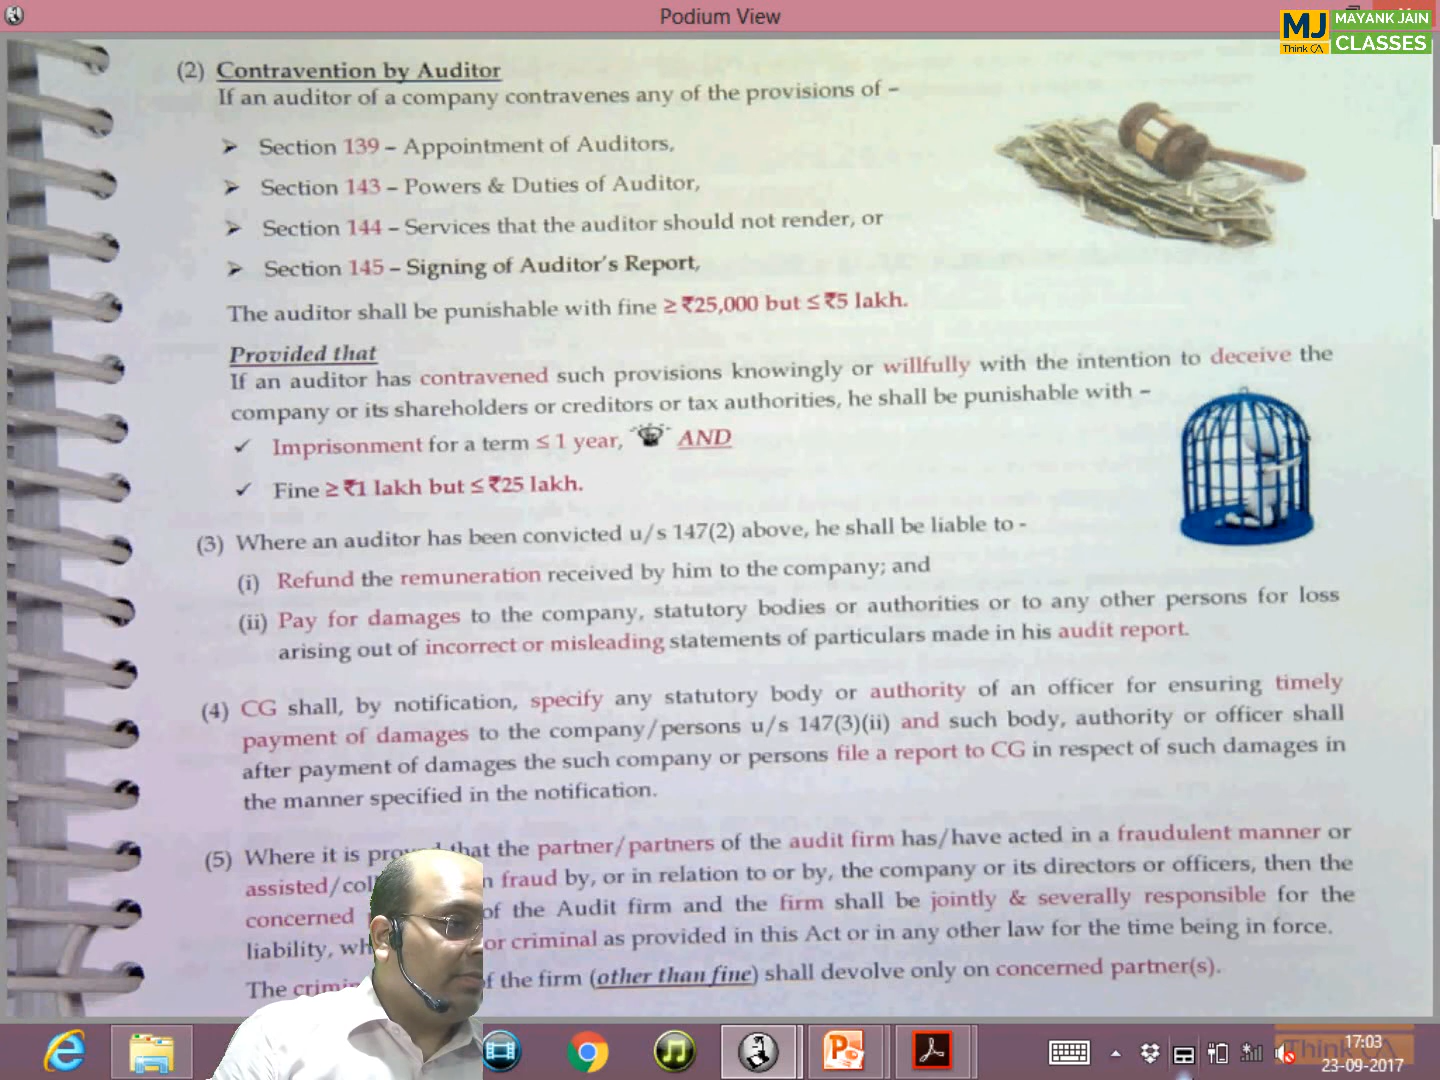 Podium View
MJ
Think CA
MAYANK JAIN
CLASSES
(2) Contravention by Auditor
If an auditor of a company contravenes any of the provisions of –
➢ Section 139 – Appointment of Auditors,
➢ Section 143 – Powers & Duties of Auditor,
➢ Section 144 – Services that the auditor should not render, or
➢ Section 145 – Signing of Auditor's Report,
The auditor shall be punishable with fine ≥ ₹25,000 but ≤ ₹5 lakh.
Provided that
If an auditor has contravened such provisions knowingly or willfully with the intention to deceive the
company or its shareholders or creditors or tax authorities, he shall be punishable with –
✓ Imprisonment for a term ≤ 1 year, AND
✓ Fine ≥ ₹1 lakh but ≤ ₹25 lakh.
(3) Where an auditor has been convicted u/s 147(2) above, he shall be liable to -
(i) Refund the remuneration received by him to the company; and
(ii) Pay for damages to the company, statutory bodies or authorities or to any other persons for loss
arising out of incorrect or misleading statements of particulars made in his audit report.
(4) CG shall, by notification, specify any statutory body or authority of an officer for ensuring timely
payment of damages to the company/persons u/s 147(3)(ii) and such body, authority or officer shall
after payment of damages the such company or persons file a report to CG in respect of such damages in
the manner specified in the notification.
(5) Where it is that the partner/partners of the audit firm has/have acted in a fraudulent manner or
assisted/ fraud by, or in relation to or by, the company or its directors or officers, then the
concerned of the Audit firm and the firm shall be jointly & severally responsible for the
liability, or criminal as provided in this Act or in any other law for the time being in force.
The of the firm (other than fine) shall devolve only on concerned partner(s).
Think CA
17:03
23-09-2017